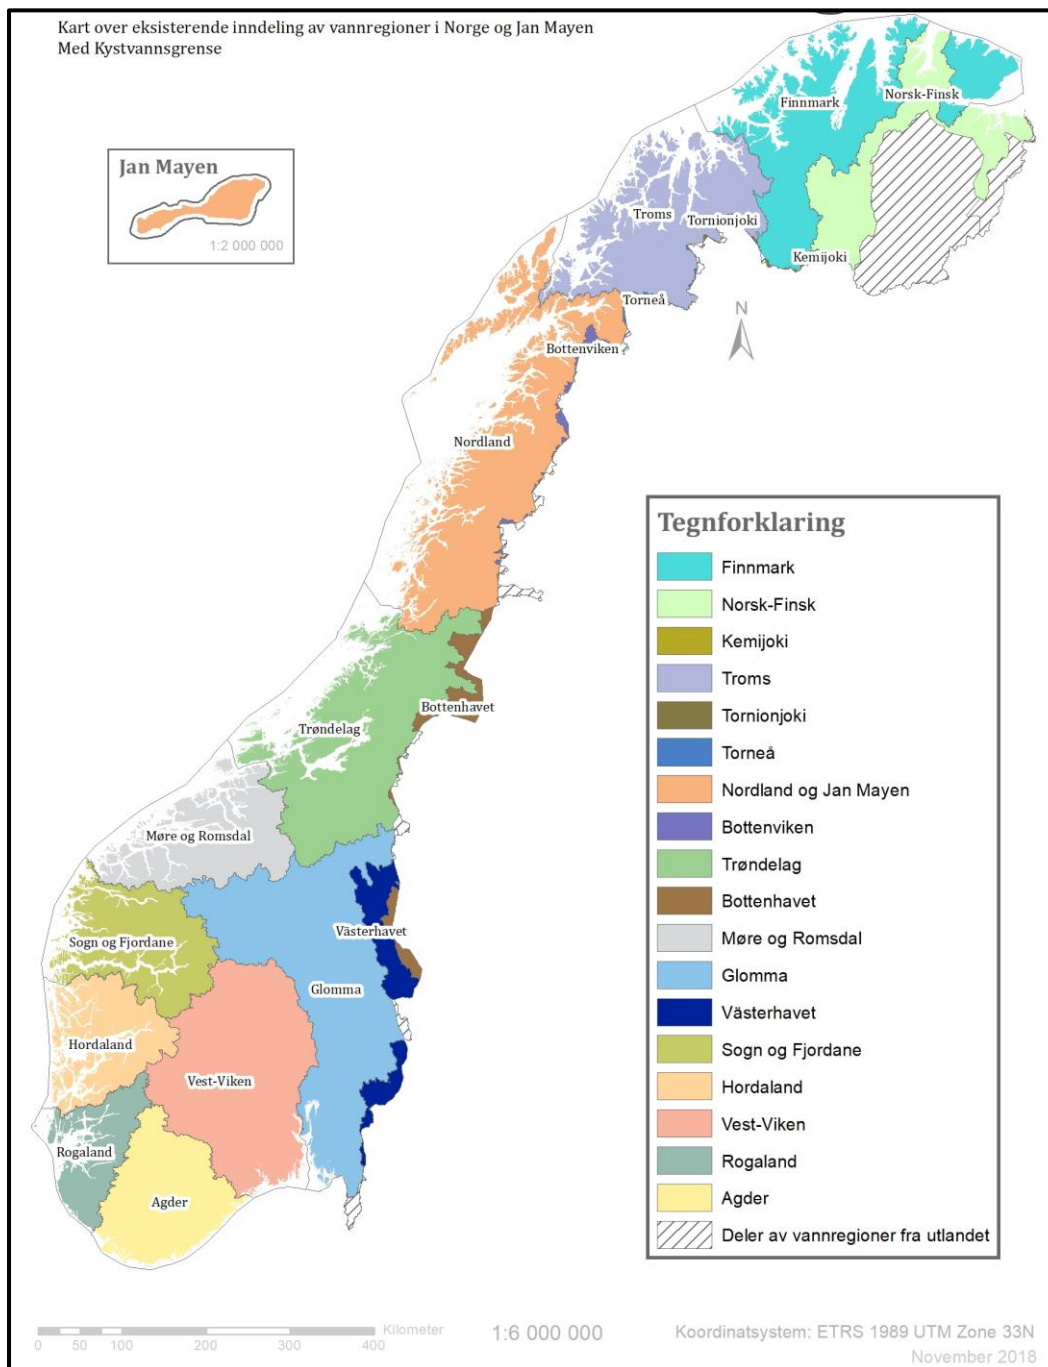 Kart over eksisterende inndeling av vannregioner i Norge og Jan Mayen
Med Kystvannsgrense
Jan Mayen
1:2 000 000
Finnmark
Norsk-Finsk
Troms
Tornionjoki
Kemijoki
Torneå
N
Bottenviken
Nordland
Bottenhavet
Trøndelag
Møre og Romsdal
Västerhavet
Sogn og Fjordane
Glomma
Hordaland
Vest-Viken
Rogaland
Agder
Tegnforklaring
Finnmark
Norsk-Finsk
Kemijoki
Troms
Tornionjoki
Torneå
Nordland og Jan Mayen
Bottenviken
Trøndelag
Bottenhavet
Møre og Romsdal
Glomma
Västerhavet
Sogn og Fjordane
Hordaland
Vest-Viken
Rogaland
Agder
Deler av vannregioner fra utlandet
Kilometer
0 50 100 200 300 400
1:6 000 000
Koordinatsystem: ETRS 1989 UTM Zone 33N
November 2018